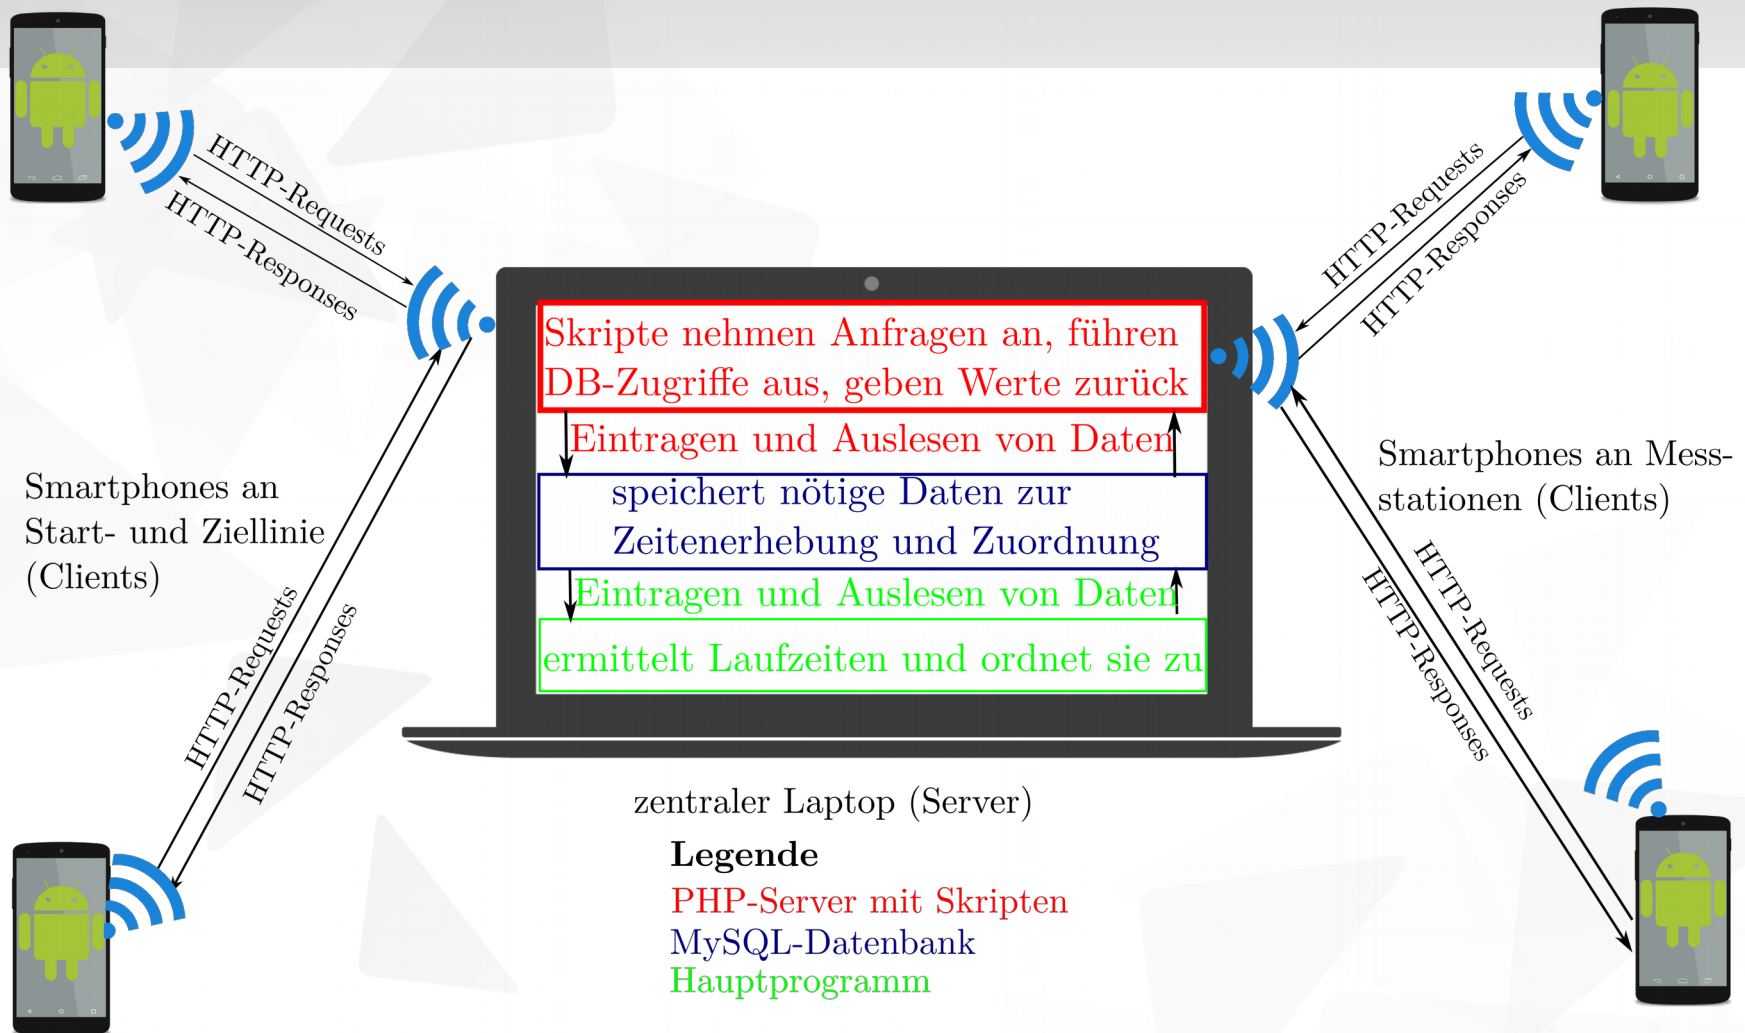 HTTP-Requests
HTTP-Responses
HTTP-Requests
HTTP-Responses
Skripte nehmen Anfragen an, führen
DB-Zugriffe aus, geben Werte zurück
Eintragen und Auslesen von Daten
speichert nötige Daten zur
Zeitenerhebung und Zuordnung
Eintragen und Auslesen von Daten
ermittelt Laufzeiten und ordnet sie zu
Smartphones an
Start- und Ziellinie
(Clients)
Smartphones an Mess-
stationen (Clients)
HTTP-Requests
HTTP-Responses
HTTP-Requests
HTTP-Responses
zentraler Laptop (Server)
Legende
PHP-Server mit Skripten
MySQL-Datenbank
Hauptprogramm